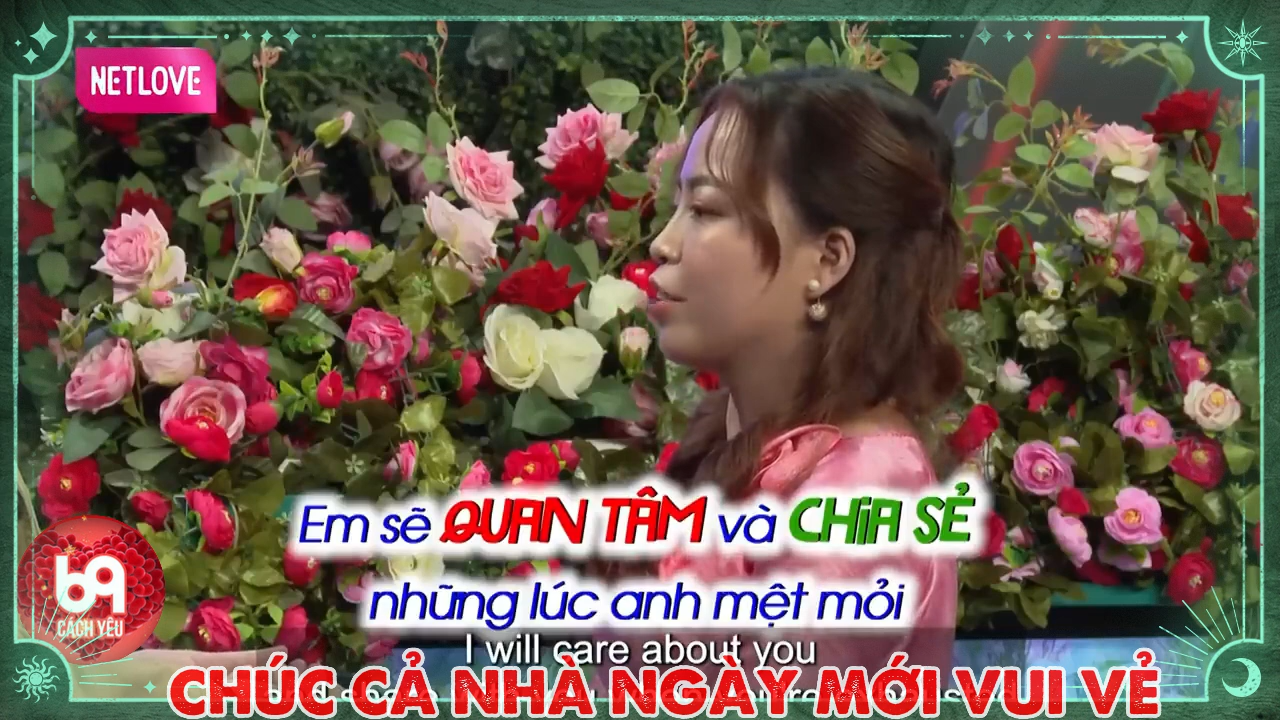 NETLOVE
Em sẽ QUAN TÂM và CHIA SẺ
những lúc anh mệt mỏi
69
CÁCH YÊU
I will care about you
CHÚC CẢ NHÀ NGÀY MỚI VUI VẺ